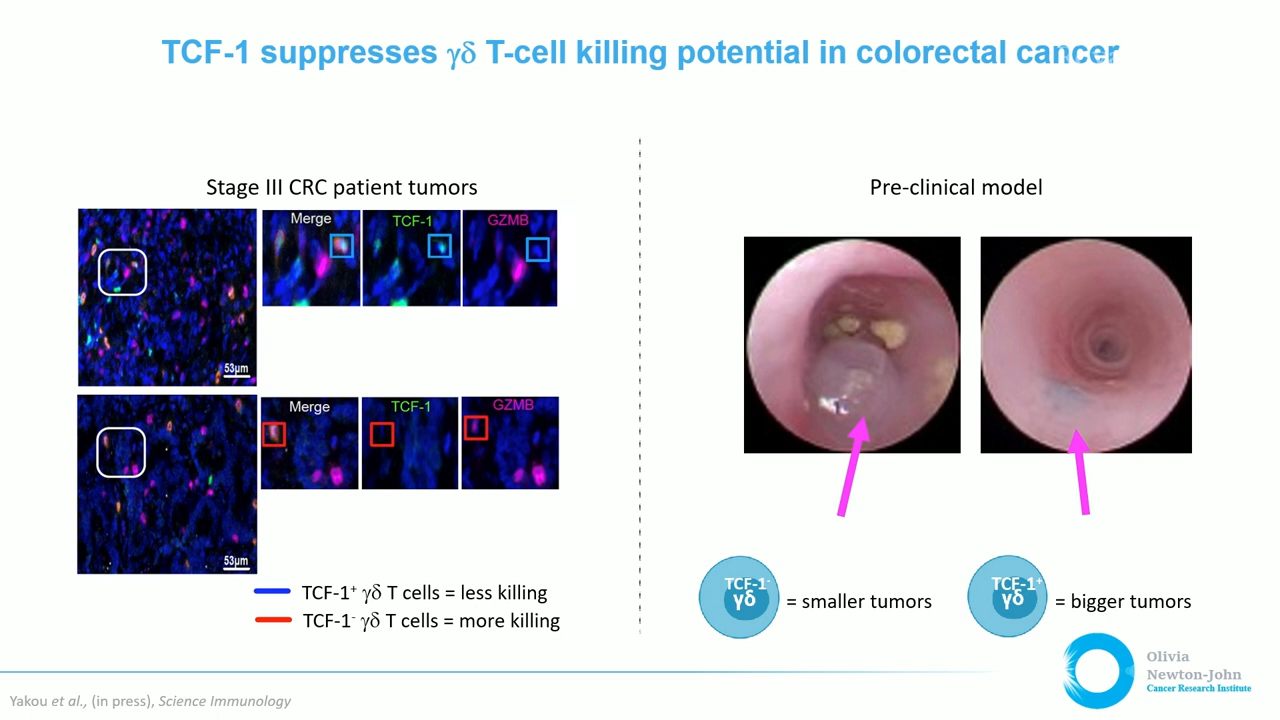 TCF-1 suppresses γδ T-cell killing potential in colorectal cancer
Stage III CRC patient tumors
Merge
TCF-1
GZMB
53µm
Merge
TCF-1
GZMB
53µm
TCF-1⁺ γδ T cells = less killing
TCF-1⁻ γδ T cells = more killing
Pre-clinical model
TCF-1⁻
γδ
= smaller tumors
TCF-1⁺
γδ
= bigger tumors
Yakou et al., (in press), Science Immunology
Olivia
Newton-John
Cancer Research Institute